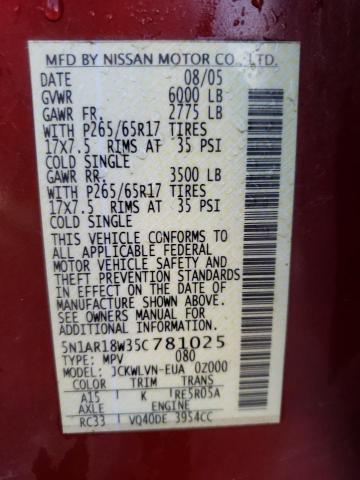 MFD BY NISSAN MOTOR CO., LTD.
DATE 08/05
GVWR 6000 LB
GAWR FR. 2775 LB
WITH P265/65R17 TIRES
17X7.5 RIMS AT 35 PSI
COLD SINGLE
GAWR RR. 3500 LB
WITH P265/65R17 TIRES
17X7.5 RIMS AT 35 PSI
COLD SINGLE
THIS VEHICLE CONFORMS TO
ALL APPLICABLE FEDERAL
MOTOR VEHICLE SAFETY AND
THEFT PREVENTION STANDARDS
IN EFFECT ON THE DATE OF
MANUFACTURE SHOWN ABOVE.
SEE OWNERS MANUAL FOR
ADDITIONAL INFORMATION
5N1AR18W35C781025
TYPE: MPV 080
MODEL: JCKWLVN-EUA 0Z000
COLOR TRIM TRANS
A15 K RE5R05A
AXLE ENGINE
RC33 VQ40DE 3954CC